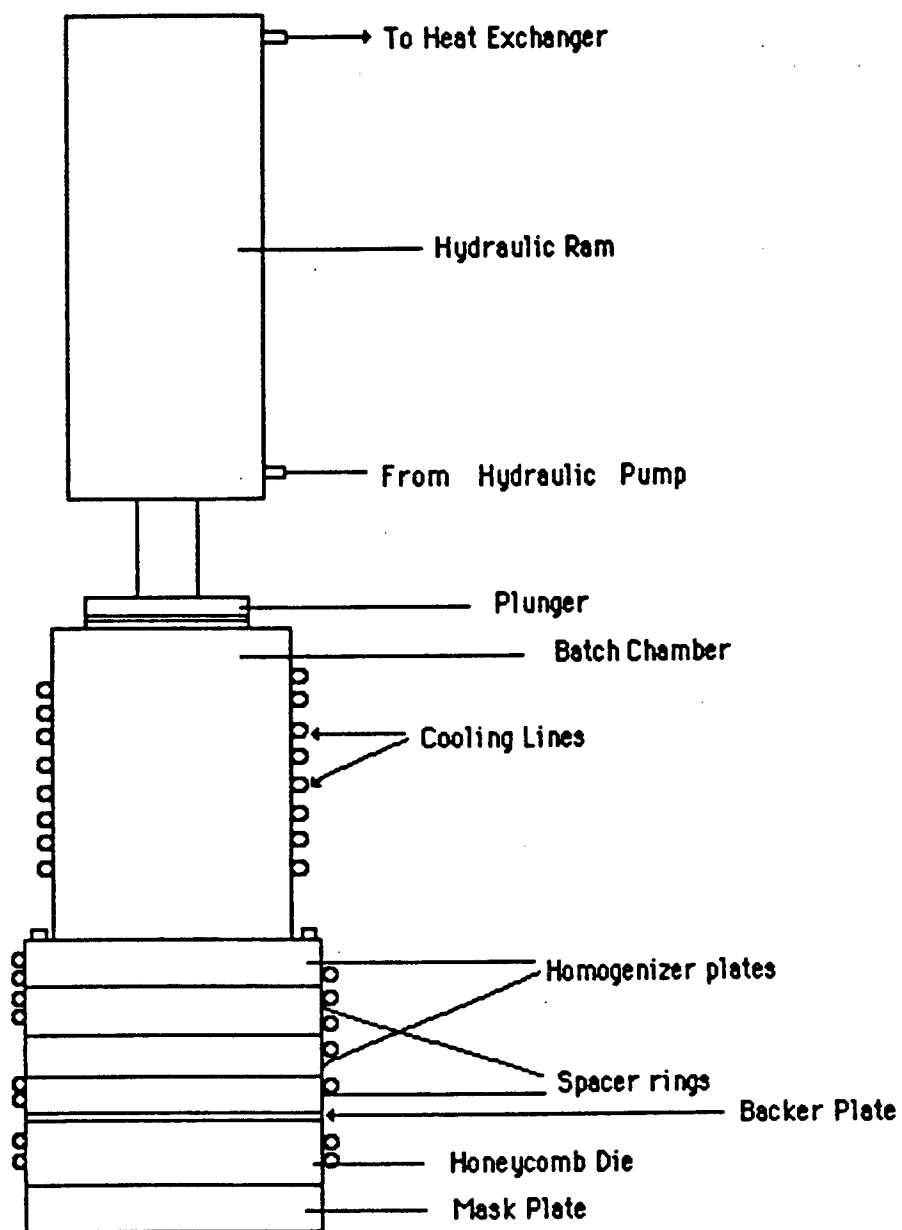 To Heat Exchanger
Hydraulic Ram
From Hydraulic Pump
Plunger
Batch Chamber
Cooling Lines
Homogenizer plates
Spacer rings
Backer Plate
Honeycomb Die
Mask Plate